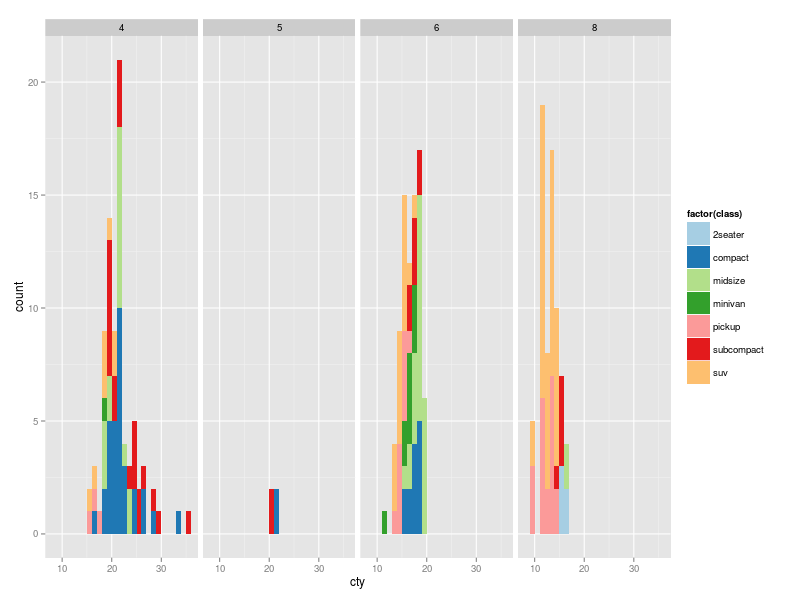 4 5 6 8
20
15
10
5
0
count
10 20 30 10 20 30 10 20 30 10 20 30
cty
factor(class)
2seater
compact
midsize
minivan
pickup
subcompact
suv